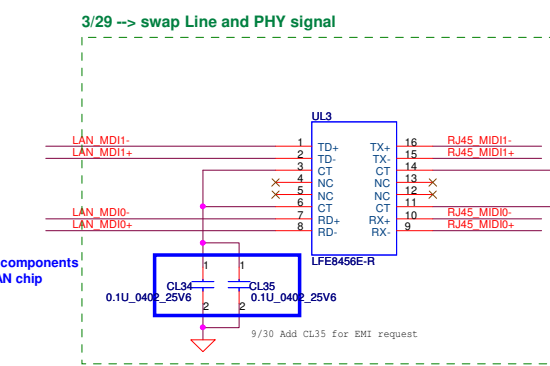 3/29 --> swap Line and PHY signal
UL3
LAN_MDI1- 1 TD+ TX+ 16 RJ45_MIDI1-
LAN_MDI1+ 2 TD- TX- 15 RJ45_MIDI1+
3 CT CT 14
4 NC NC 13
5 NC NC 12
6 CT CT 11
LAN_MDI0- 7 RD+ RX+ 10 RJ45_MIDI0-
LAN_MDI0+ 8 RD- RX- 9 RJ45_MIDI0+
LFE8456E-R
components
AN chip
1 1
CL34 CL35
0.1U_0402_25V6 0.1U_0402_25V6
2 2
9/30 Add CL35 for EMI request